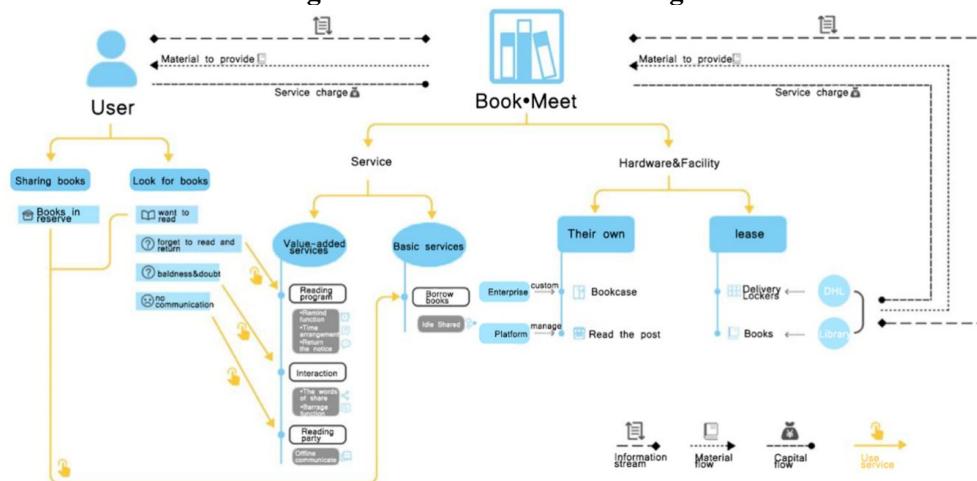 Material to provide
Service charge
User
Book•Meet
Material to provide
Service charge
Service
Hardware&Facility
Sharing books
Look for books
Books in
reserve
want to
read
forget to read and
return
baldness&doubt
no
communication
Value-added
services
Basic services
Their own
lease
Reading
program
•Remind
function
•Time
arrangement
•Return
the notice
Interaction
•The words
of share
•Barrage
function
Reading
party
Offline
communicate
Borrow
books
Idle Shared
Enterprise
custom
Bookcase
Platform
manage
Read the post
Delivery
Lockers
DHL
Books
Library
Information
stream
Material
flow
Capital
flow
Use
service